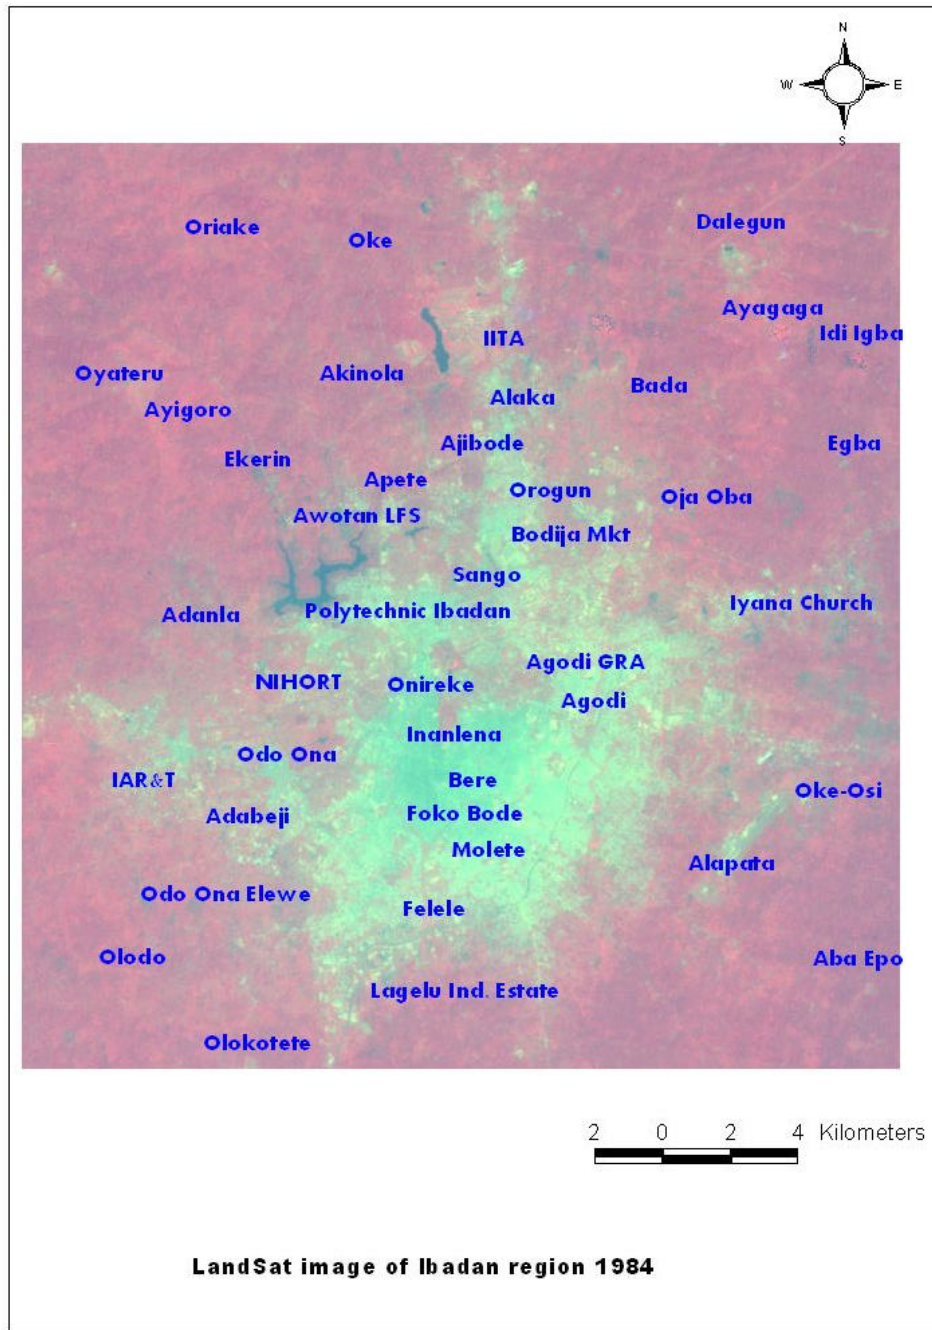 N
W E
S
Dalegun
Oriake
Oke
Ayagaga
Idi Igba
IITA
Oyateru
Akinola
Bada
Alaka
Ayigoro
Ajibode
Egba
Ekerin
Apete
Orogun
Oja Oba
Awotan LFS
Bodija Mkt
Sango
Iyana Church
Polytechnic Ibadan
Adanla
Agodi GRA
NIHORT
Onireke
Agodi
Inanlena
Odo Ona
IAR&T
Bere
Oke-Osi
Adabeji
Foko Bode
Molete
Alapata
Odo Ona Elewe
Felele
Olodo
Aba Epo
Lagelu Ind. Estate
Olokotete
2 0 2 4 Kilometers
LandSat image of Ibadan region 1984